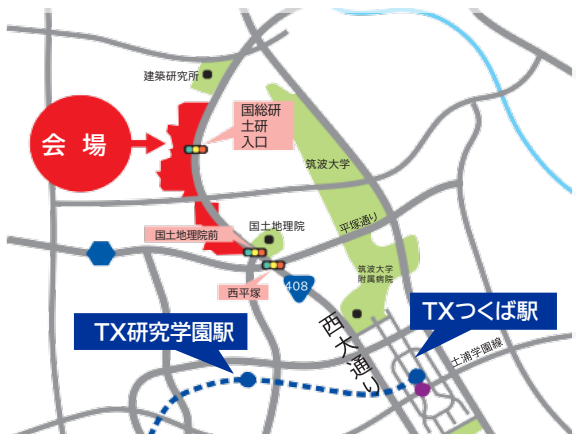 建築研究所
国総研
土研
入口
会場
筑波大学
国土地理院
国土地理院前
平塚通り
筑波大学
附属病院
西平塚
408
TXつくば駅
TX研究学園駅
西大通り
土浦学園線